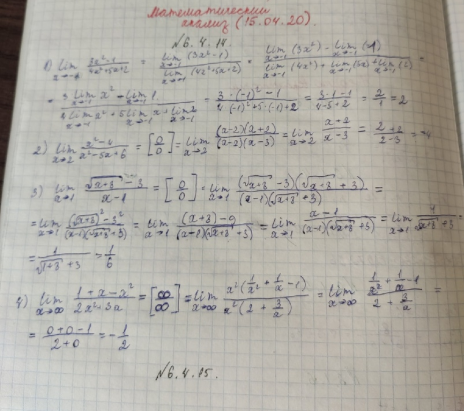 Математический
анализ (15.04.20).
№6.4.14.
1) lim x→-1 (3x²-1)/(4x²+5x+2) = lim x→-1 (3x²-1) / lim x→-1 (4x²+5x+2) = (lim x→-1 (3x²) - lim x→-1 (1)) / (lim x→-1 (4x²) + lim x→-1 (5x) + lim x→-1 (2)) =
= (3 lim x→-1 x² - lim x→-1 1) / (4 lim x→-1 x² + 5 lim x→-1 x + lim x→-1 2) = (3·(-1)²-1)/(4·(-1)²+5·(-1)+2) = (3·1-1)/(4-5+2) = 2/1 = 2
2) lim x→2 (x²-4)/(x²-5x+6) = [0/0] = lim x→2 ((x-2)(x+2))/((x-2)(x-3)) = lim x→2 (x+2)/(x-3) = (2+2)/(2-3) =
3) lim x→1 (√(x+8) - 3)/(x-1) = [0/0] = lim x→1 ((√(x+8) - 3)(√(x+8) + 3))/((x-1)(√(x+8) + 3)) =
= lim x→1 ((√(x+8))² - 3²)/((x-1)(√(x+8) + 3)) = lim x→1 ((x+8)-9)/((x-1)(√(x+8) + 3)) = lim x→1 (x-1)/((x-1)(√(x+8) + 3)) = lim x→1 1/(√(x+8) + 3) =
= 1/(√(1+8) + 3) = 1/6
4) lim x→∞ (1+x-x²)/(2x²+3x) = [∞/∞] = lim x→∞ (x²(1/x² + 1/x - 1))/(x²(2 + 3/x)) = lim x→∞ (1/x² + 1/x - 1)/(2 + 3/x) =
= (0+0-1)/(2+0) = -1/2
№6.4.15.